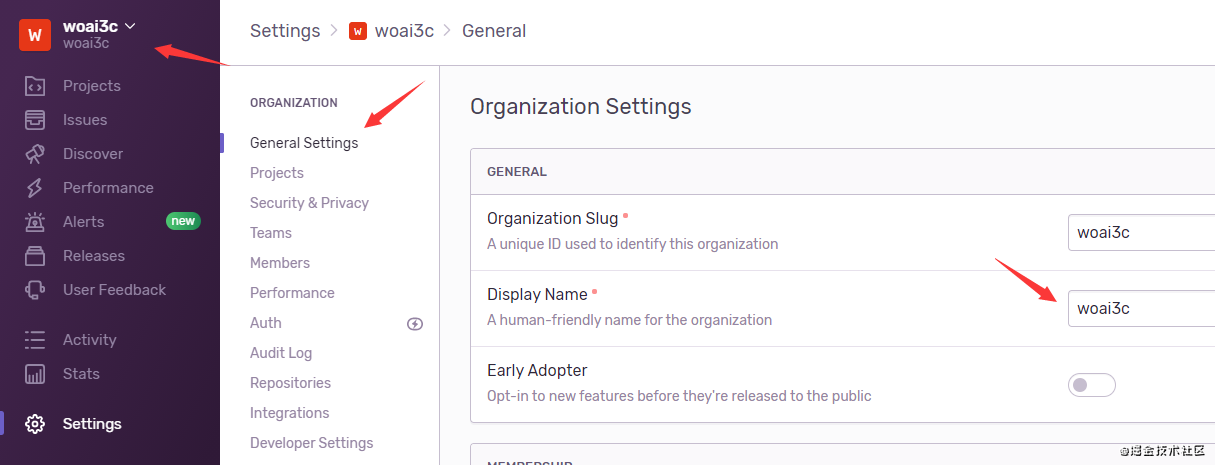 W
woai3c
woai3c
Projects
Issues
Discover
Performance
Alerts new
Releases
User Feedback
Activity
Stats
Settings
Settings > W woai3c > General
ORGANIZATION
General Settings
Projects
Security & Privacy
Teams
Members
Performance
Auth
Audit Log
Repositories
Integrations
Developer Settings
Organization Settings
GENERAL
Organization Slug
A unique ID used to identify this organization
woai3c
Display Name
A human-friendly name for the organization
woai3c
Early Adopter
Opt-in to new features before they're released to the public
MEMBERSHIP
@掘金技术社区